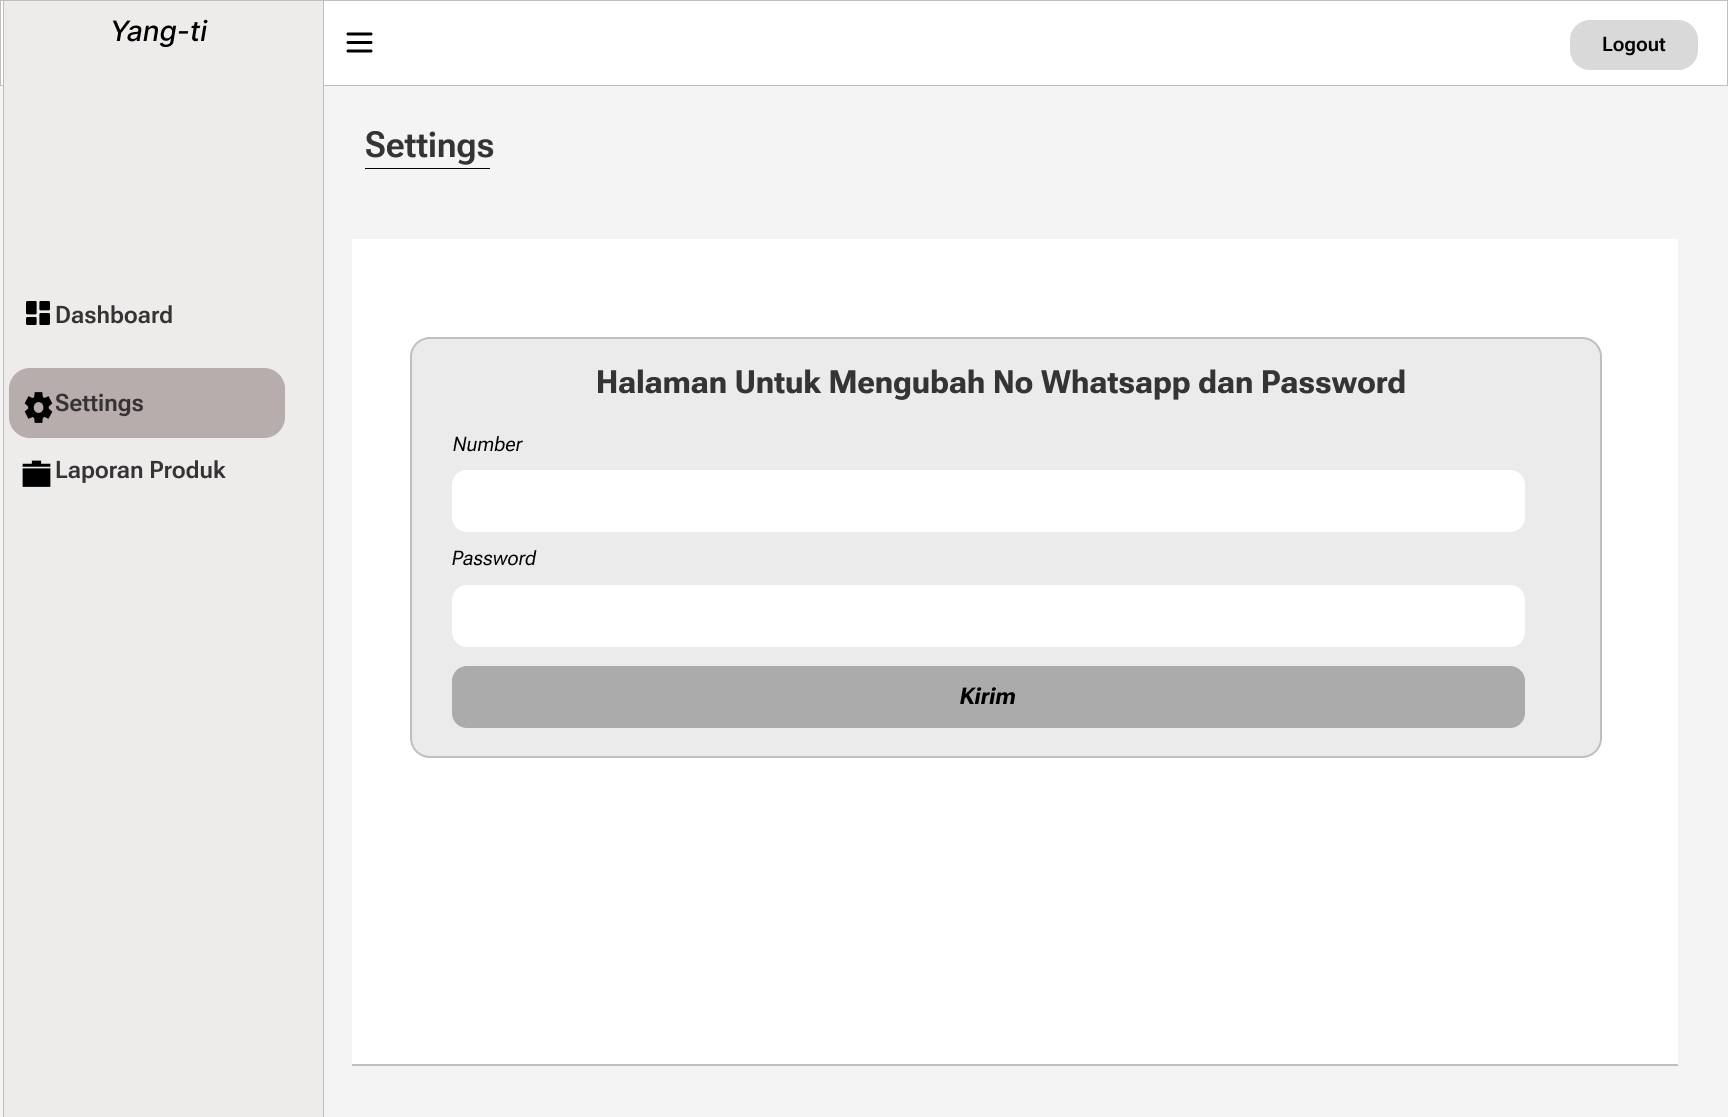 Yang-ti
Logout
Settings
Dashboard
Settings
Laporan Produk
Halaman Untuk Mengubah No Whatsapp dan Password
Number
Password
Kirim